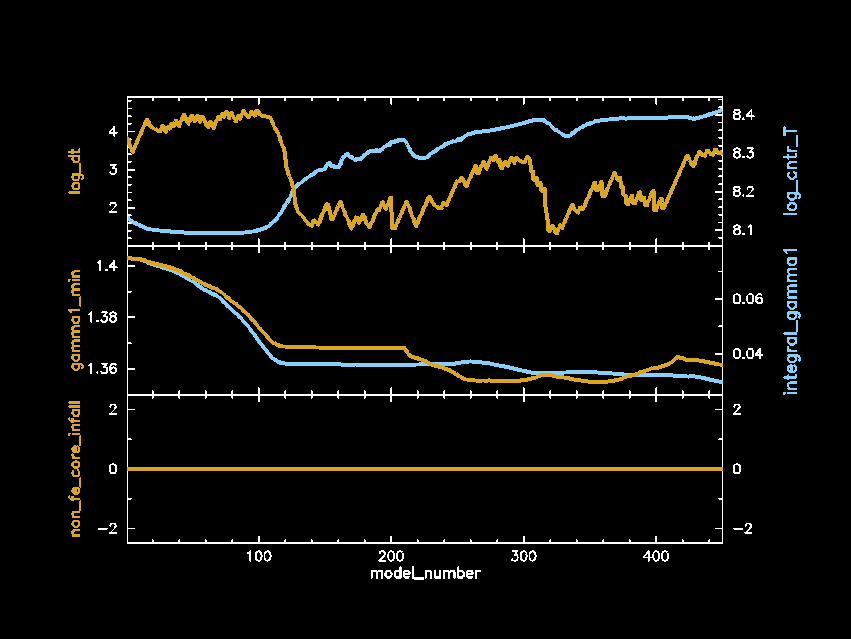 log_dt
4
3
2
8.4
8.3
8.2
8.1
log_cntr_T
gamma1_min
1.4
1.38
1.36
0.06
0.04
integral_gamma1
non_fe_core_infall
2
0
−2
2
0
−2
100 200 300 400
model_number